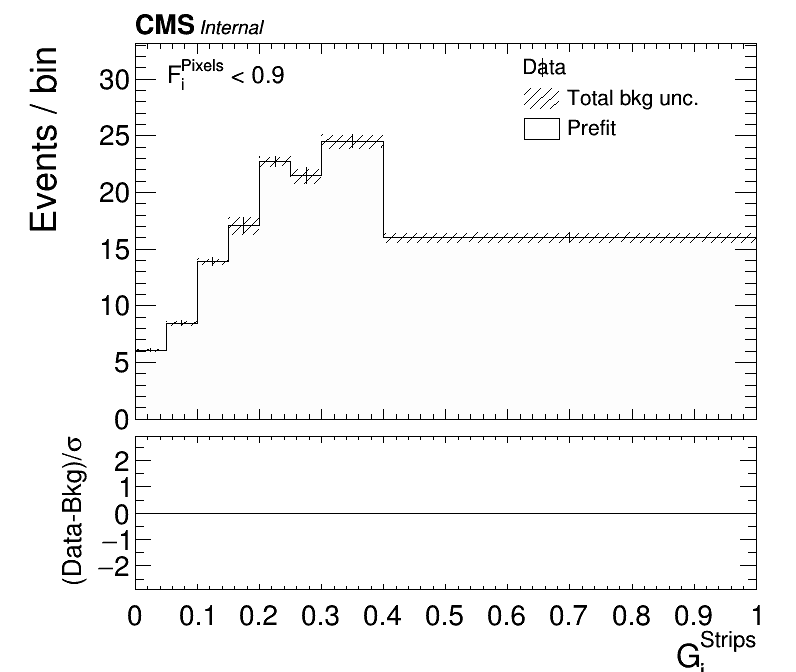 CMS Internal
F_i^Pixels < 0.9
Data
Total bkg unc.
Prefit
Events / bin
30
25
20
15
10
5
0
(Data-Bkg)/σ
2
1
0
−1
−2
0 0.1 0.2 0.3 0.4 0.5 0.6 0.7 0.8 0.9 1
G_i^Strips